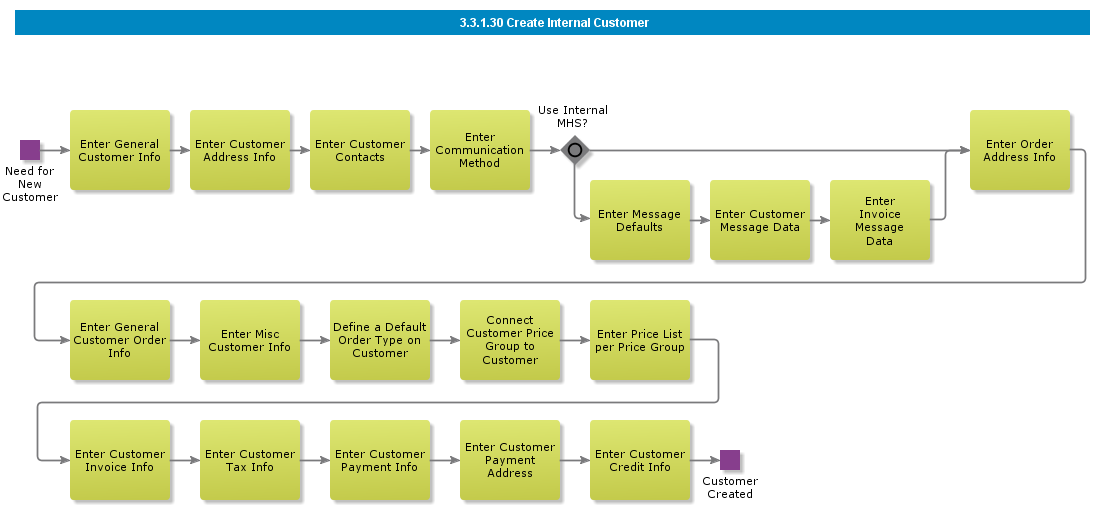 3.3.1.30 Create Internal Customer
Need for
New
Customer
Enter General
Customer Info
Enter Customer
Address Info
Enter Customer
Contacts
Enter
Communication
Method
Use Internal
MHS?
Enter Message
Defaults
Enter Customer
Message Data
Enter
Invoice
Message
Data
Enter Order
Address Info
Enter General
Customer Order
Info
Enter Misc
Customer Info
Define a Default
Order Type on
Customer
Connect
Customer Price
Group to
Customer
Enter Price List
per Price Group
Enter Customer
Invoice Info
Enter Customer
Tax Info
Enter Customer
Payment Info
Enter Customer
Payment
Address
Enter Customer
Credit Info
Customer
Created